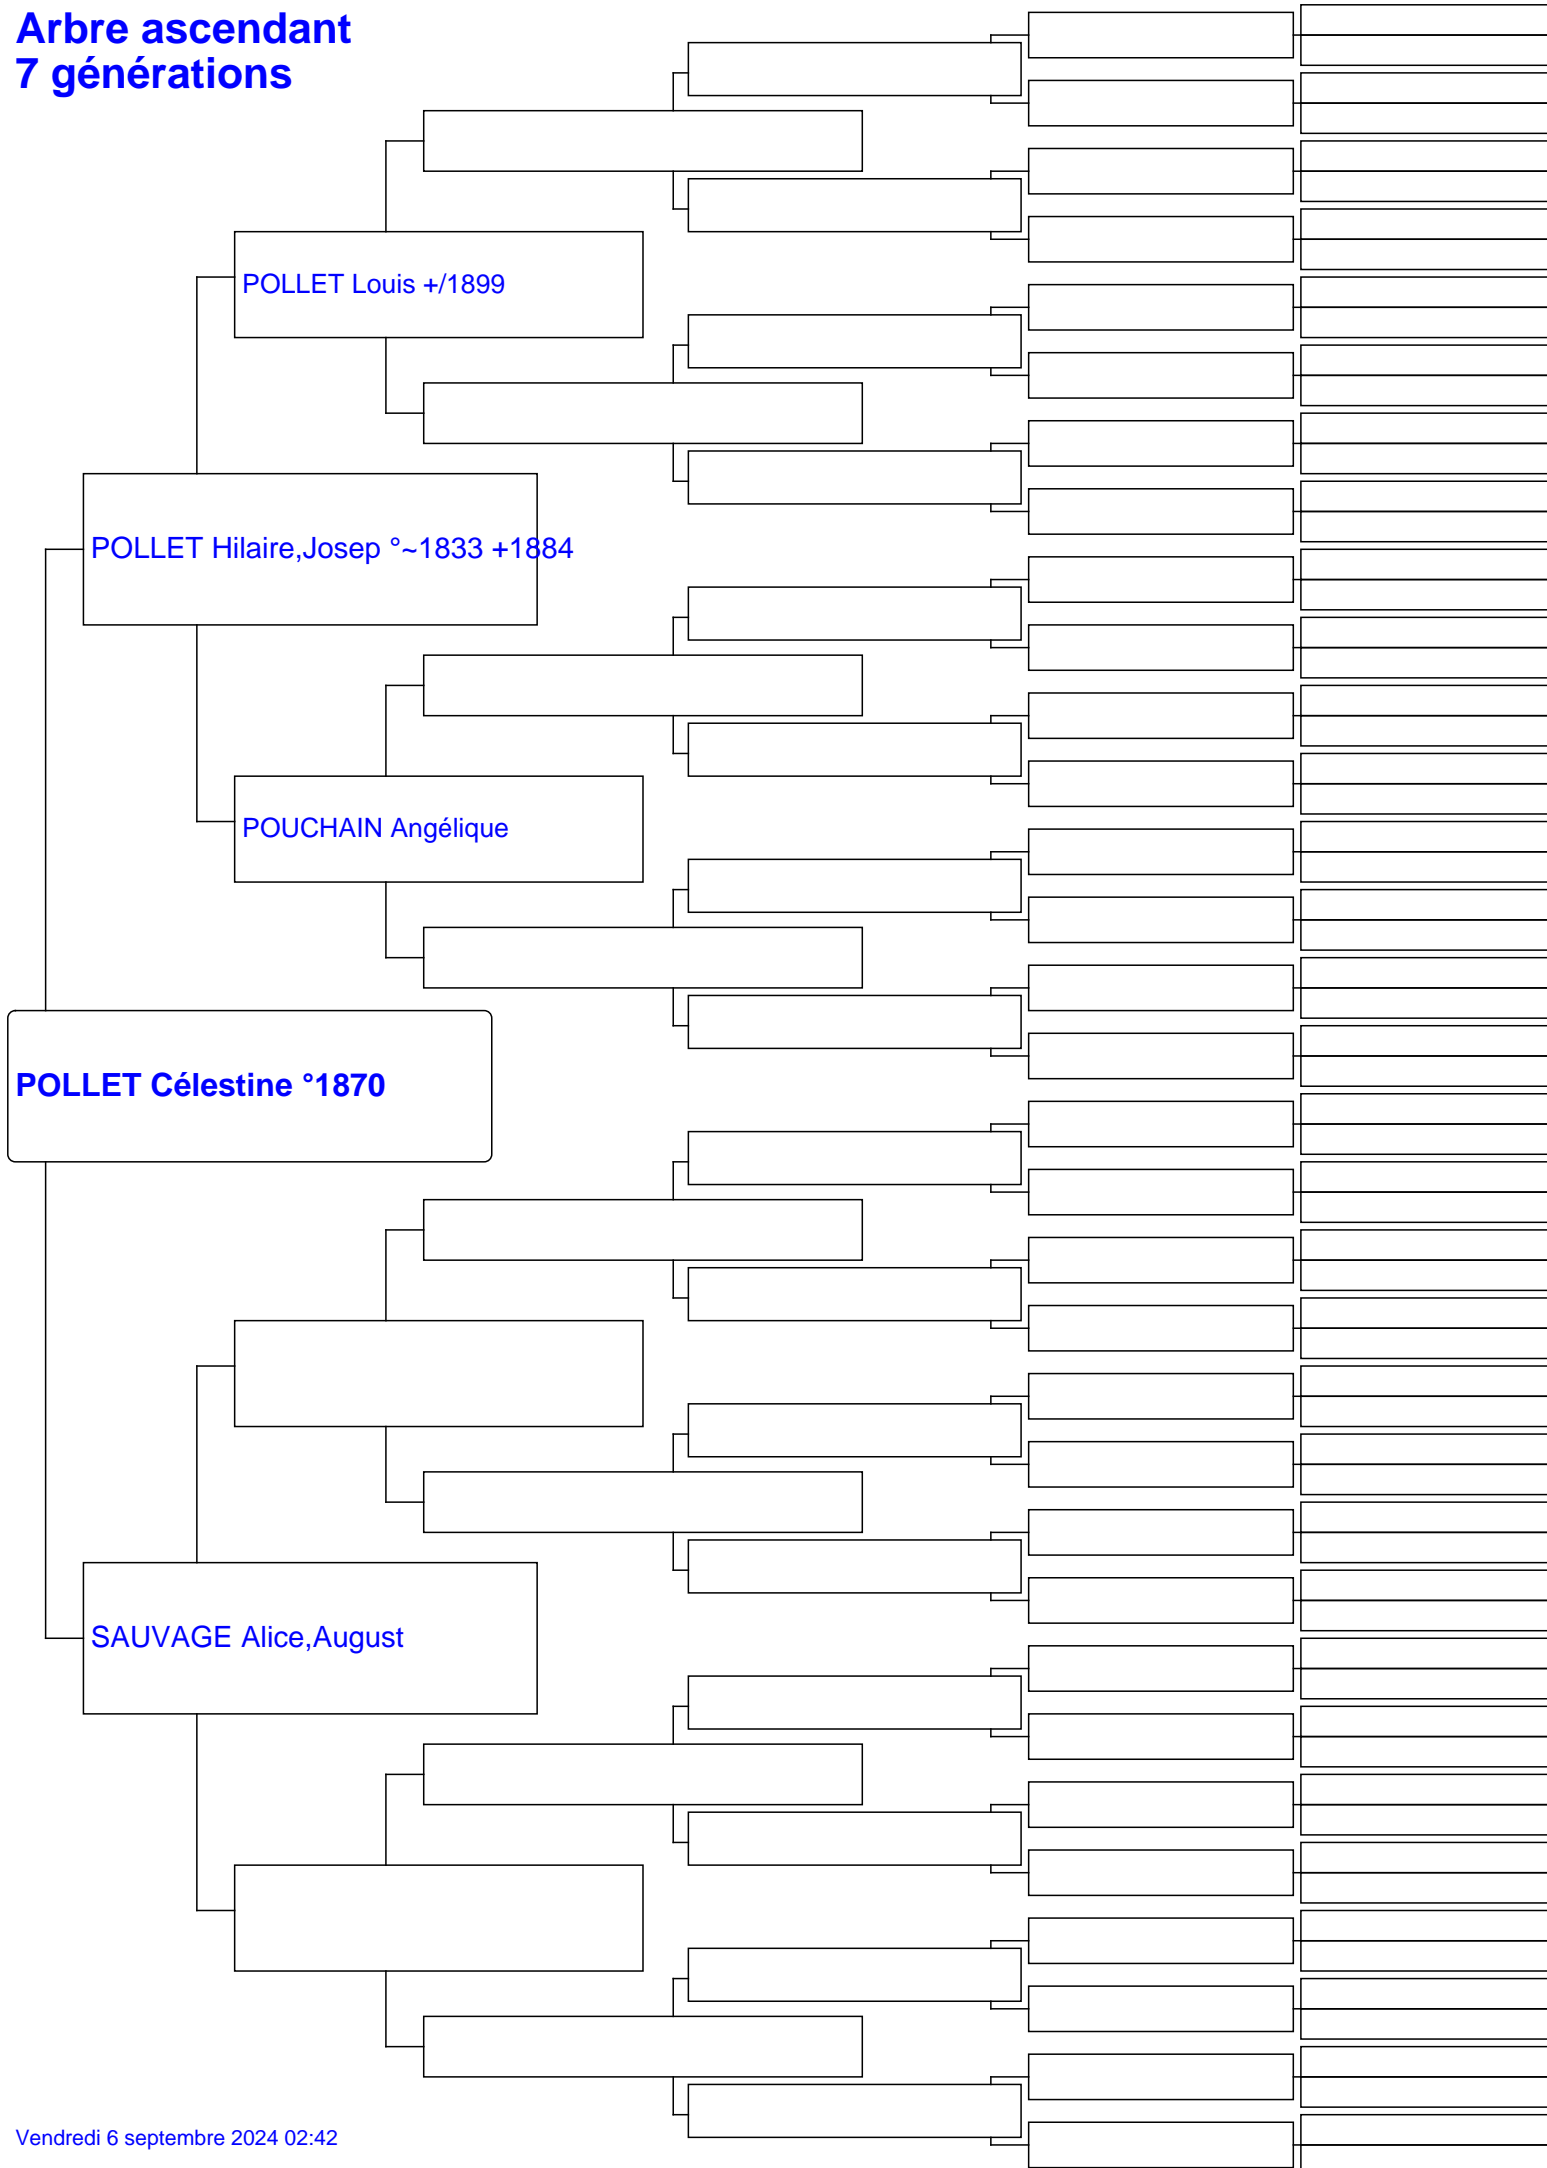 Arbre ascendant
7 générations
POLLET Louis +/1899
POLLET Hilaire,Josep °~1833 +1884
POUCHAIN Angélique
POLLET Célestine °1870
SAUVAGE Alice,August
Vendredi 6 septembre 2024 02:42